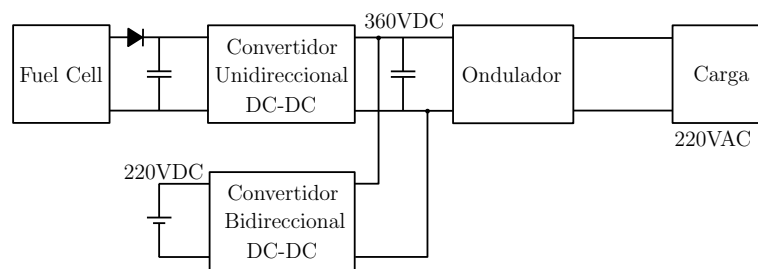 360VDC
Fuel Cell
Convertidor
Unidireccional
DC-DC
Ondulador
Carga
220VAC
220VDC
Convertidor
Bidireccional
DC-DC